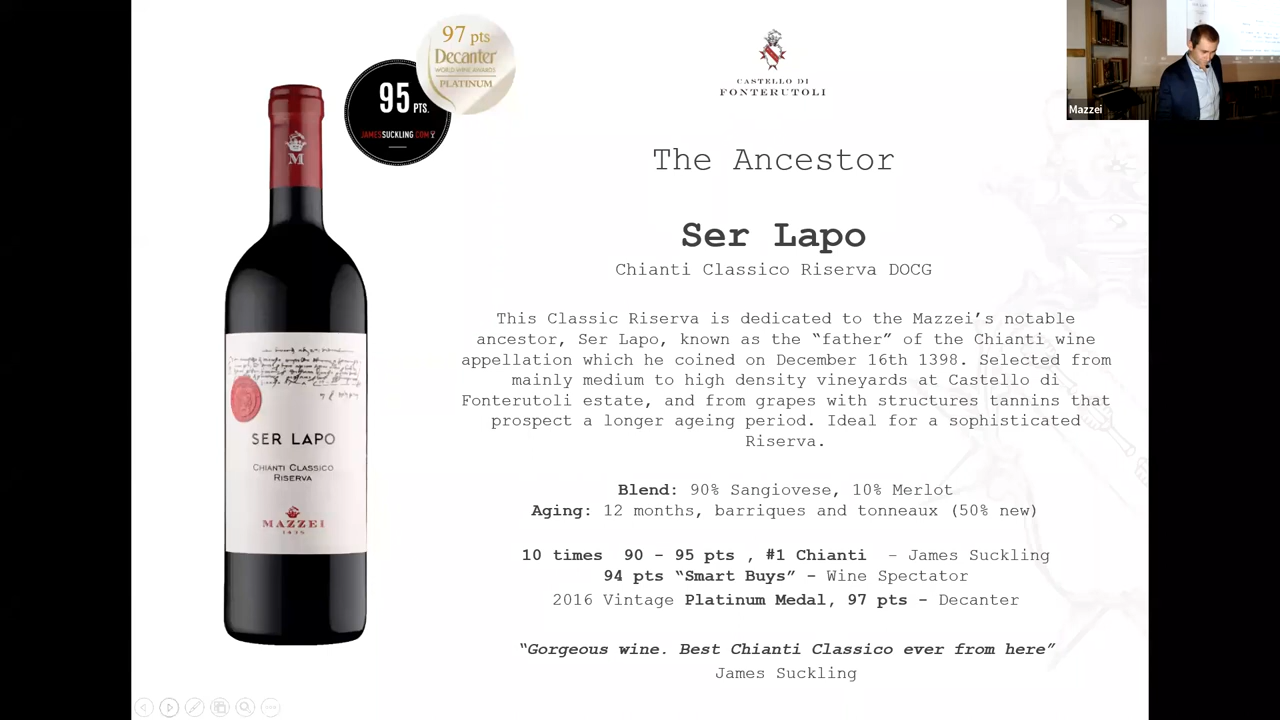 97 pts
Decanter
WORLD WINE AWARDS
PLATINUM
95 PTS.
JAMESSUCKLING.COM
CASTELLO DI
FONTERUTOLI
Mazzei
The Ancestor
Ser Lapo
Chianti Classico Riserva DOCG
This Classic Riserva is dedicated to the Mazzei’s notable
ancestor, Ser Lapo, known as the “father” of the Chianti wine
appellation which he coined on December 16th 1398. Selected from
mainly medium to high density vineyards at Castello di
Fonterutoli estate, and from grapes with structures tannins that
prospect a longer ageing period. Ideal for a sophisticated
Riserva.
Blend: 90% Sangiovese, 10% Merlot
Aging: 12 months, barriques and tonneaux (50% new)
10 times 90 - 95 pts , #1 Chianti – James Suckling
94 pts “Smart Buys” - Wine Spectator
2016 Vintage Platinum Medal, 97 pts - Decanter
“Gorgeous wine. Best Chianti Classico ever from here”
James Suckling
M
SER LAPO
CHIANTI CLASSICO
RISERVA
MAZZEI
1435